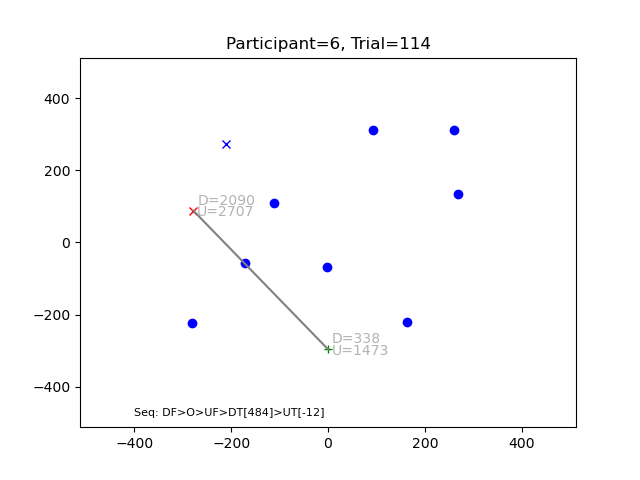 Participant=6, Trial=114
400
200
0
−200
−400
D=2090
U=2707
D=338
U=1473
Seq: DF>O>UF>DT[484]>UT[-12]
−400
−200
0
200
400